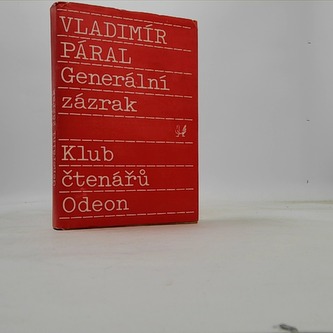 VLADIMÍR
PÁRAL
Generální
zázrak
Klub
čtenářů
Odeon